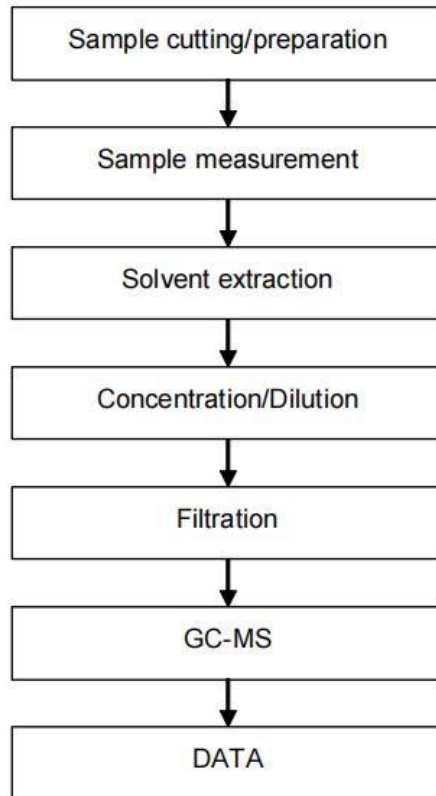 Sample cutting/preparation
Sample measurement
Solvent extraction
Concentration/Dilution
Filtration
GC-MS
DATA